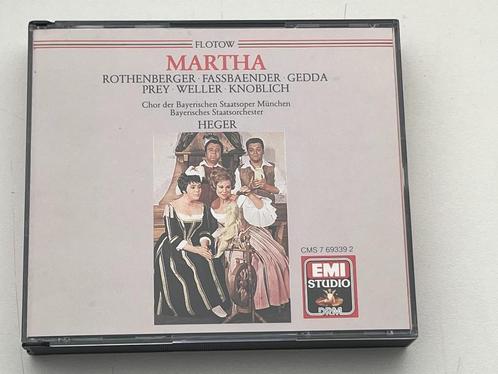 FLOTOW
MARTHA
ROTHENBERGER · FASSBAENDER · GEDDA
PREY · WELLER · KNOBLICH
Chor der Bayerischen Staatsoper München
Bayerisches Staatsorchester
HEGER
CMS 7 69339 2
EMI
STUDIO
DRM